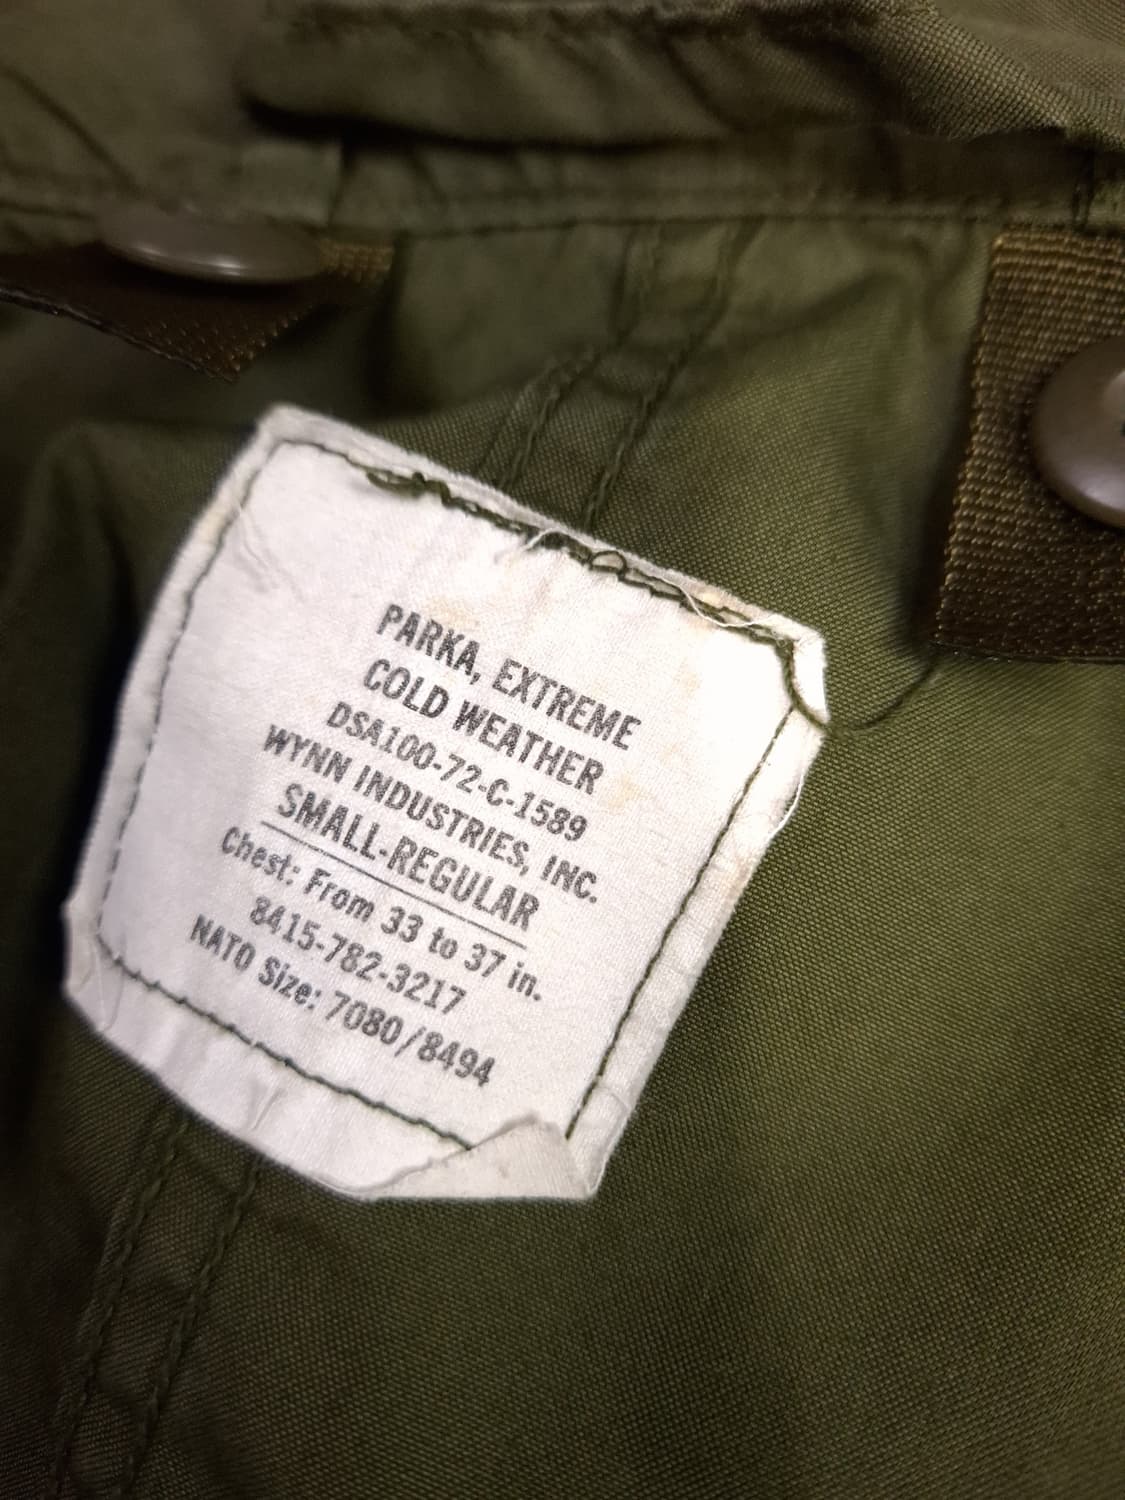 PARKA, EXTREME
COLD WEATHER
DSA100-72-C-1589
WYNN INDUSTRIES, INC.
SMALL-REGULAR
Chest: From 33 to 37 in.
8415-782-3217
NATO Size: 7080/8494